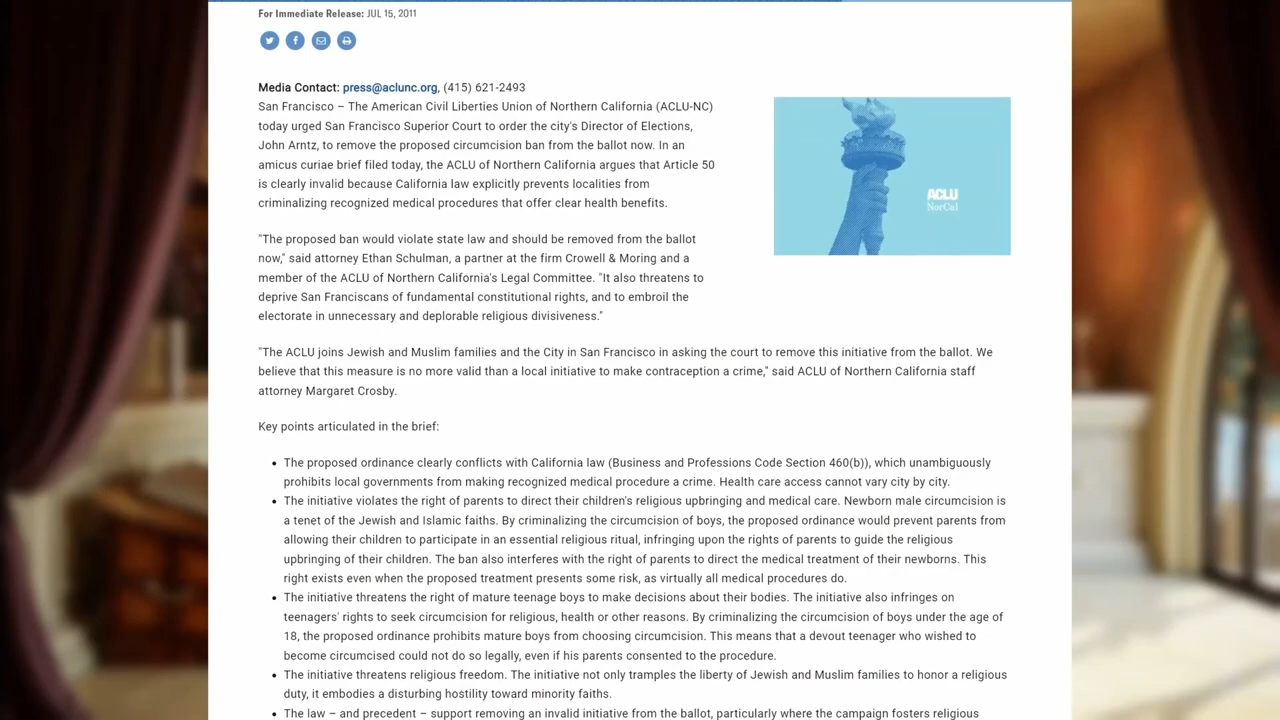 For Immediate Release: JUL 15, 2011
Media Contact: press@aclunc.org, (415) 621-2493
San Francisco – The American Civil Liberties Union of Northern California (ACLU-NC)
today urged San Francisco Superior Court to order the city's Director of Elections,
John Arntz, to remove the proposed circumcision ban from the ballot now. In an
amicus curiae brief filed today, the ACLU of Northern California argues that Article 50
is clearly invalid because California law explicitly prevents localities from
criminalizing recognized medical procedures that offer clear health benefits.
ACLU
NorCal
"The proposed ban would violate state law and should be removed from the ballot
now," said attorney Ethan Schulman, a partner at the firm Crowell & Moring and a
member of the ACLU of Northern California's Legal Committee. "It also threatens to
deprive San Franciscans of fundamental constitutional rights, and to embroil the
electorate in unnecessary and deplorable religious divisiveness."
"The ACLU joins Jewish and Muslim families and the City in San Francisco in asking the court to remove this initiative from the ballot. We
believe that this measure is no more valid than a local initiative to make contraception a crime," said ACLU of Northern California staff
attorney Margaret Crosby.
Key points articulated in the brief:
• The proposed ordinance clearly conflicts with California law (Business and Professions Code Section 460(b)), which unambiguously
prohibits local governments from making recognized medical procedure a crime. Health care access cannot vary city by city.
• The initiative violates the right of parents to direct their children's religious upbringing and medical care. Newborn male circumcision is
a tenet of the Jewish and Islamic faiths. By criminalizing the circumcision of boys, the proposed ordinance would prevent parents from
allowing their children to participate in an essential religious ritual, infringing upon the rights of parents to guide the religious
upbringing of their children. The ban also interferes with the right of parents to direct the medical treatment of their newborns. This
right exists even when the proposed treatment presents some risk, as virtually all medical procedures do.
• The initiative threatens the right of mature teenage boys to make decisions about their bodies. The initiative also infringes on
teenagers' rights to seek circumcision for religious, health or other reasons. By criminalizing the circumcision of boys under the age of
18, the proposed ordinance prohibits mature boys from choosing circumcision. This means that a devout teenager who wished to
become circumcised could not do so legally, even if his parents consented to the procedure.
• The initiative threatens religious freedom. The initiative not only tramples the liberty of Jewish and Muslim families to honor a religious
duty, it embodies a disturbing hostility toward minority faiths.
• The law – and precedent – support removing an invalid initiative from the ballot, particularly where the campaign fosters religious